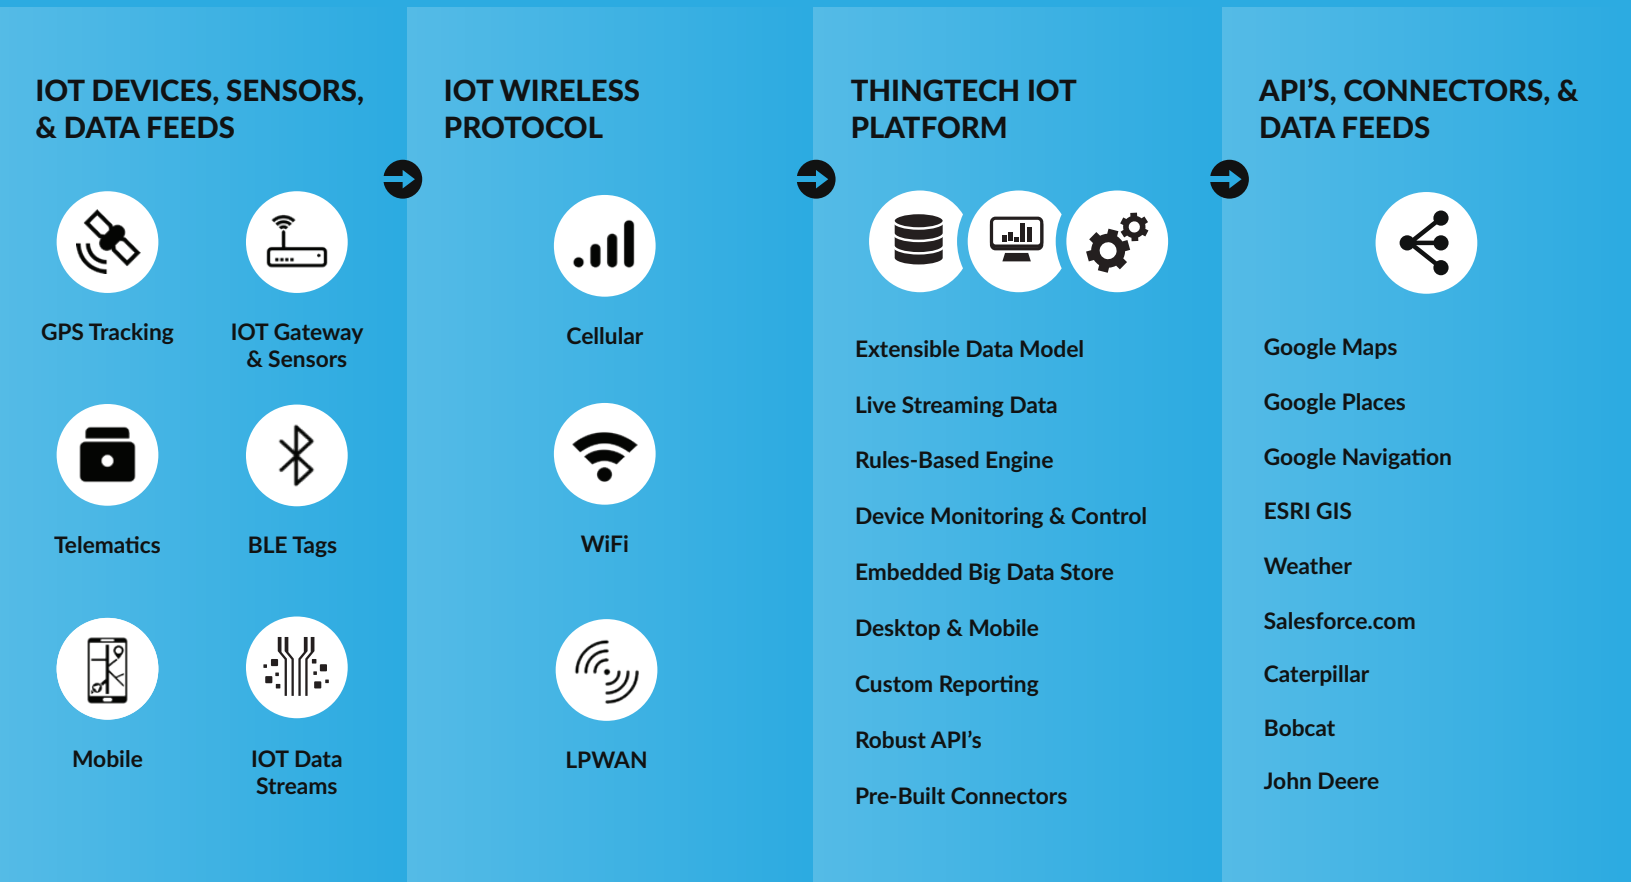 IOT DEVICES, SENSORS,
& DATA FEEDS
GPS Tracking
IOT Gateway
& Sensors
Telematics
BLE Tags
Mobile
IOT Data
Streams
IOT WIRELESS
PROTOCOL
Cellular
WiFi
LPWAN
THINGTECH IOT
PLATFORM
Extensible Data Model
Live Streaming Data
Rules-Based Engine
Device Monitoring & Control
Embedded Big Data Store
Desktop & Mobile
Custom Reporting
Robust API’s
Pre-Built Connectors
API’S, CONNECTORS, &
DATA FEEDS
Google Maps
Google Places
Google Navigation
ESRI GIS
Weather
Salesforce.com
Caterpillar
Bobcat
John Deere